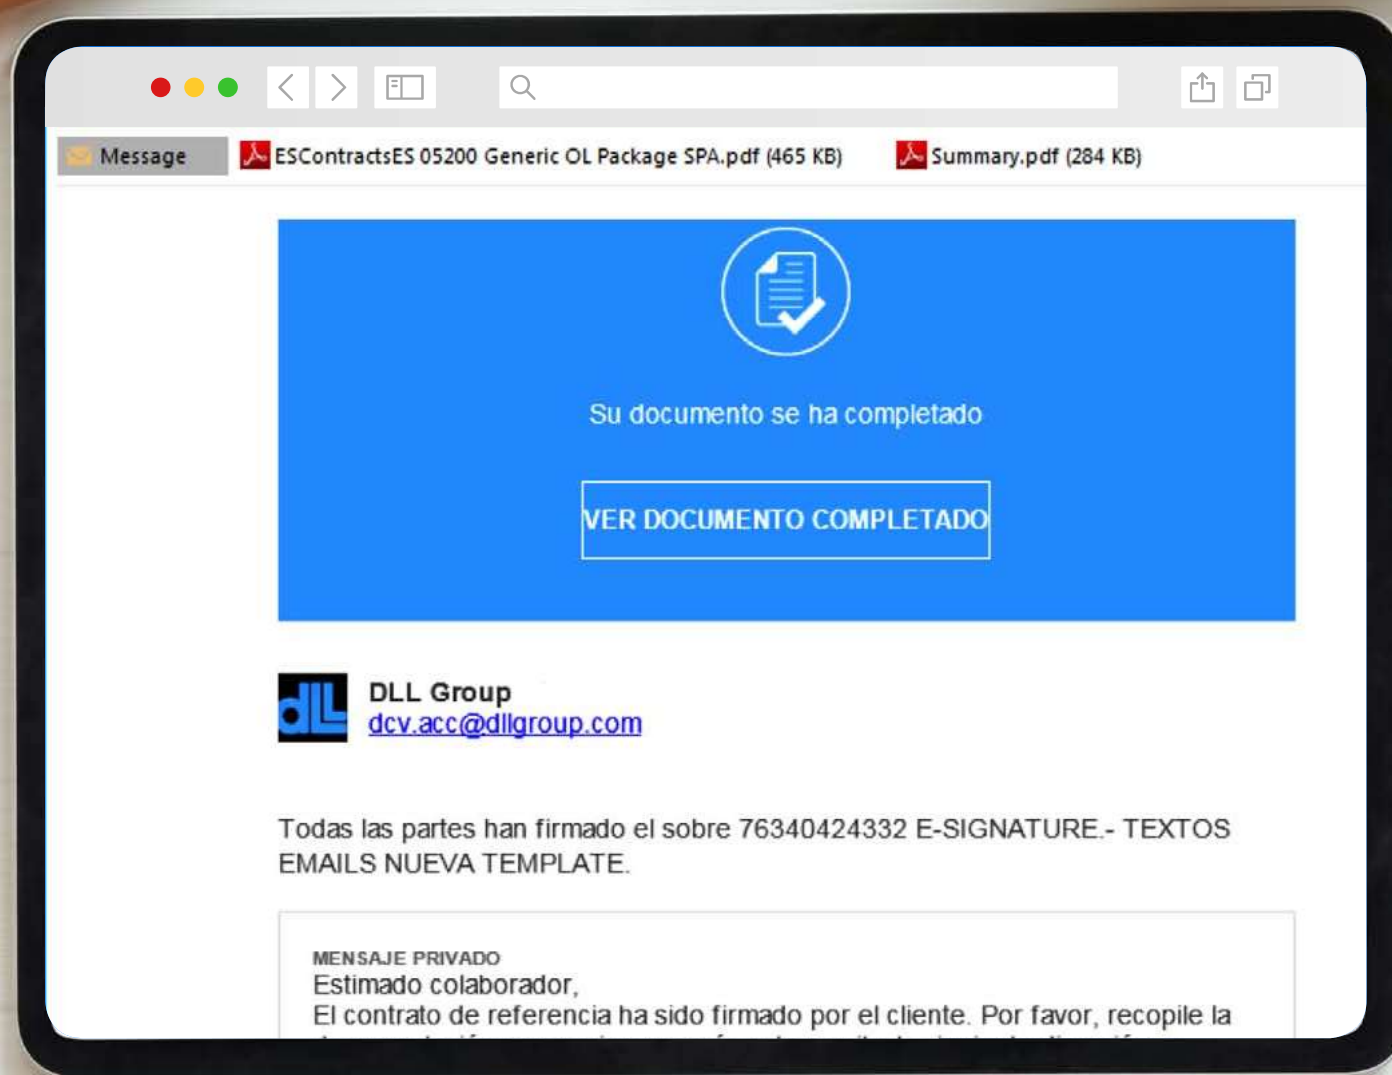 Message
ESContractsES 05200 Generic OL Package SPA.pdf (465 KB)
Summary.pdf (284 KB)
Su documento se ha completado
VER DOCUMENTO COMPLETADO
dLL
DLL Group
dcv.acc@dllgroup.com
Todas las partes han firmado el sobre 76340424332 E-SIGNATURE.- TEXTOS
EMAILS NUEVA TEMPLATE.
MENSAJE PRIVADO
Estimado colaborador,
El contrato de referencia ha sido firmado por el cliente. Por favor, recopile la